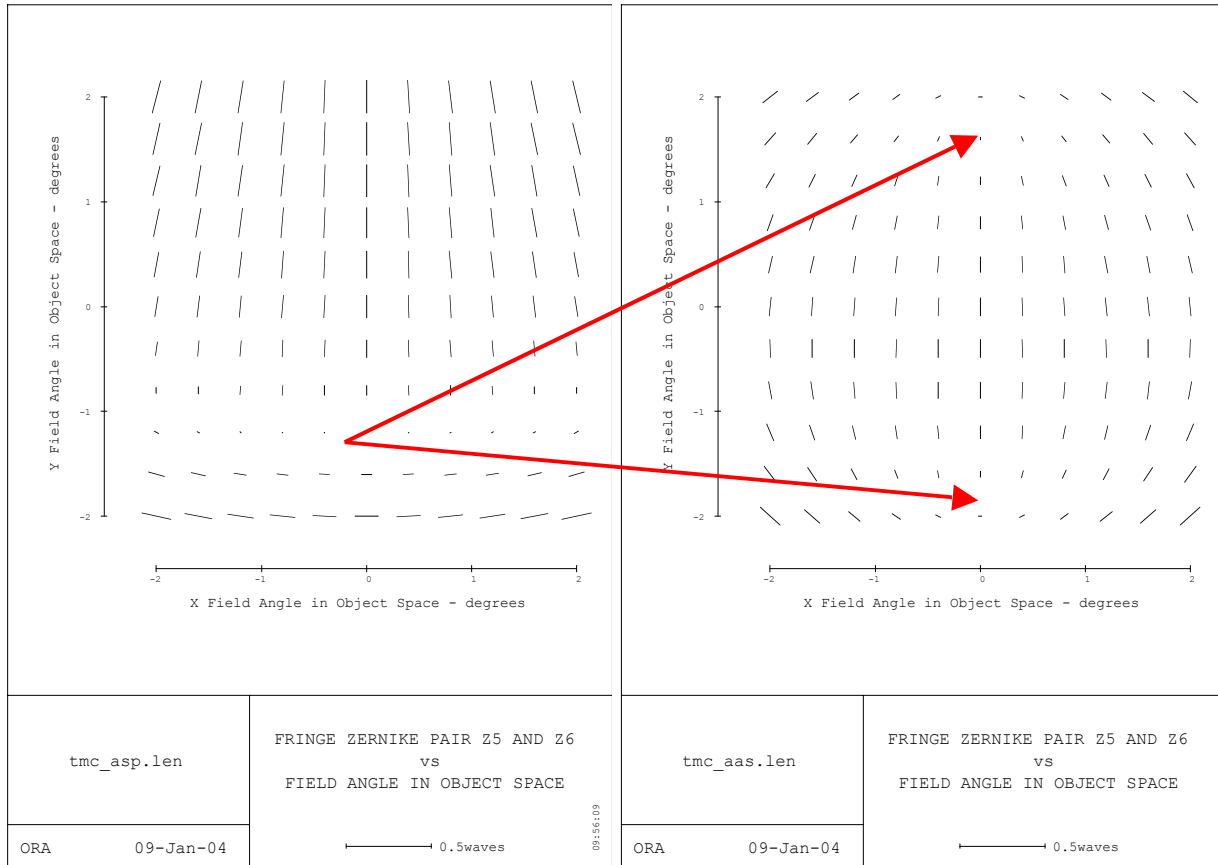 2
1
0
-1
-2
Y Field Angle in Object Space - degrees
-2
-1
0
1
2
X Field Angle in Object Space - degrees
tmc_asp.len
FRINGE ZERNIKE PAIR Z5 AND Z6
vs
FIELD ANGLE IN OBJECT SPACE
ORA 09-Jan-04
0.5waves
09:56:09
2
1
0
-1
-2
Y Field Angle in Object Space - degrees
-2
-1
0
1
2
X Field Angle in Object Space - degrees
tmc_aas.len
FRINGE ZERNIKE PAIR Z5 AND Z6
vs
FIELD ANGLE IN OBJECT SPACE
ORA 09-Jan-04
0.5waves